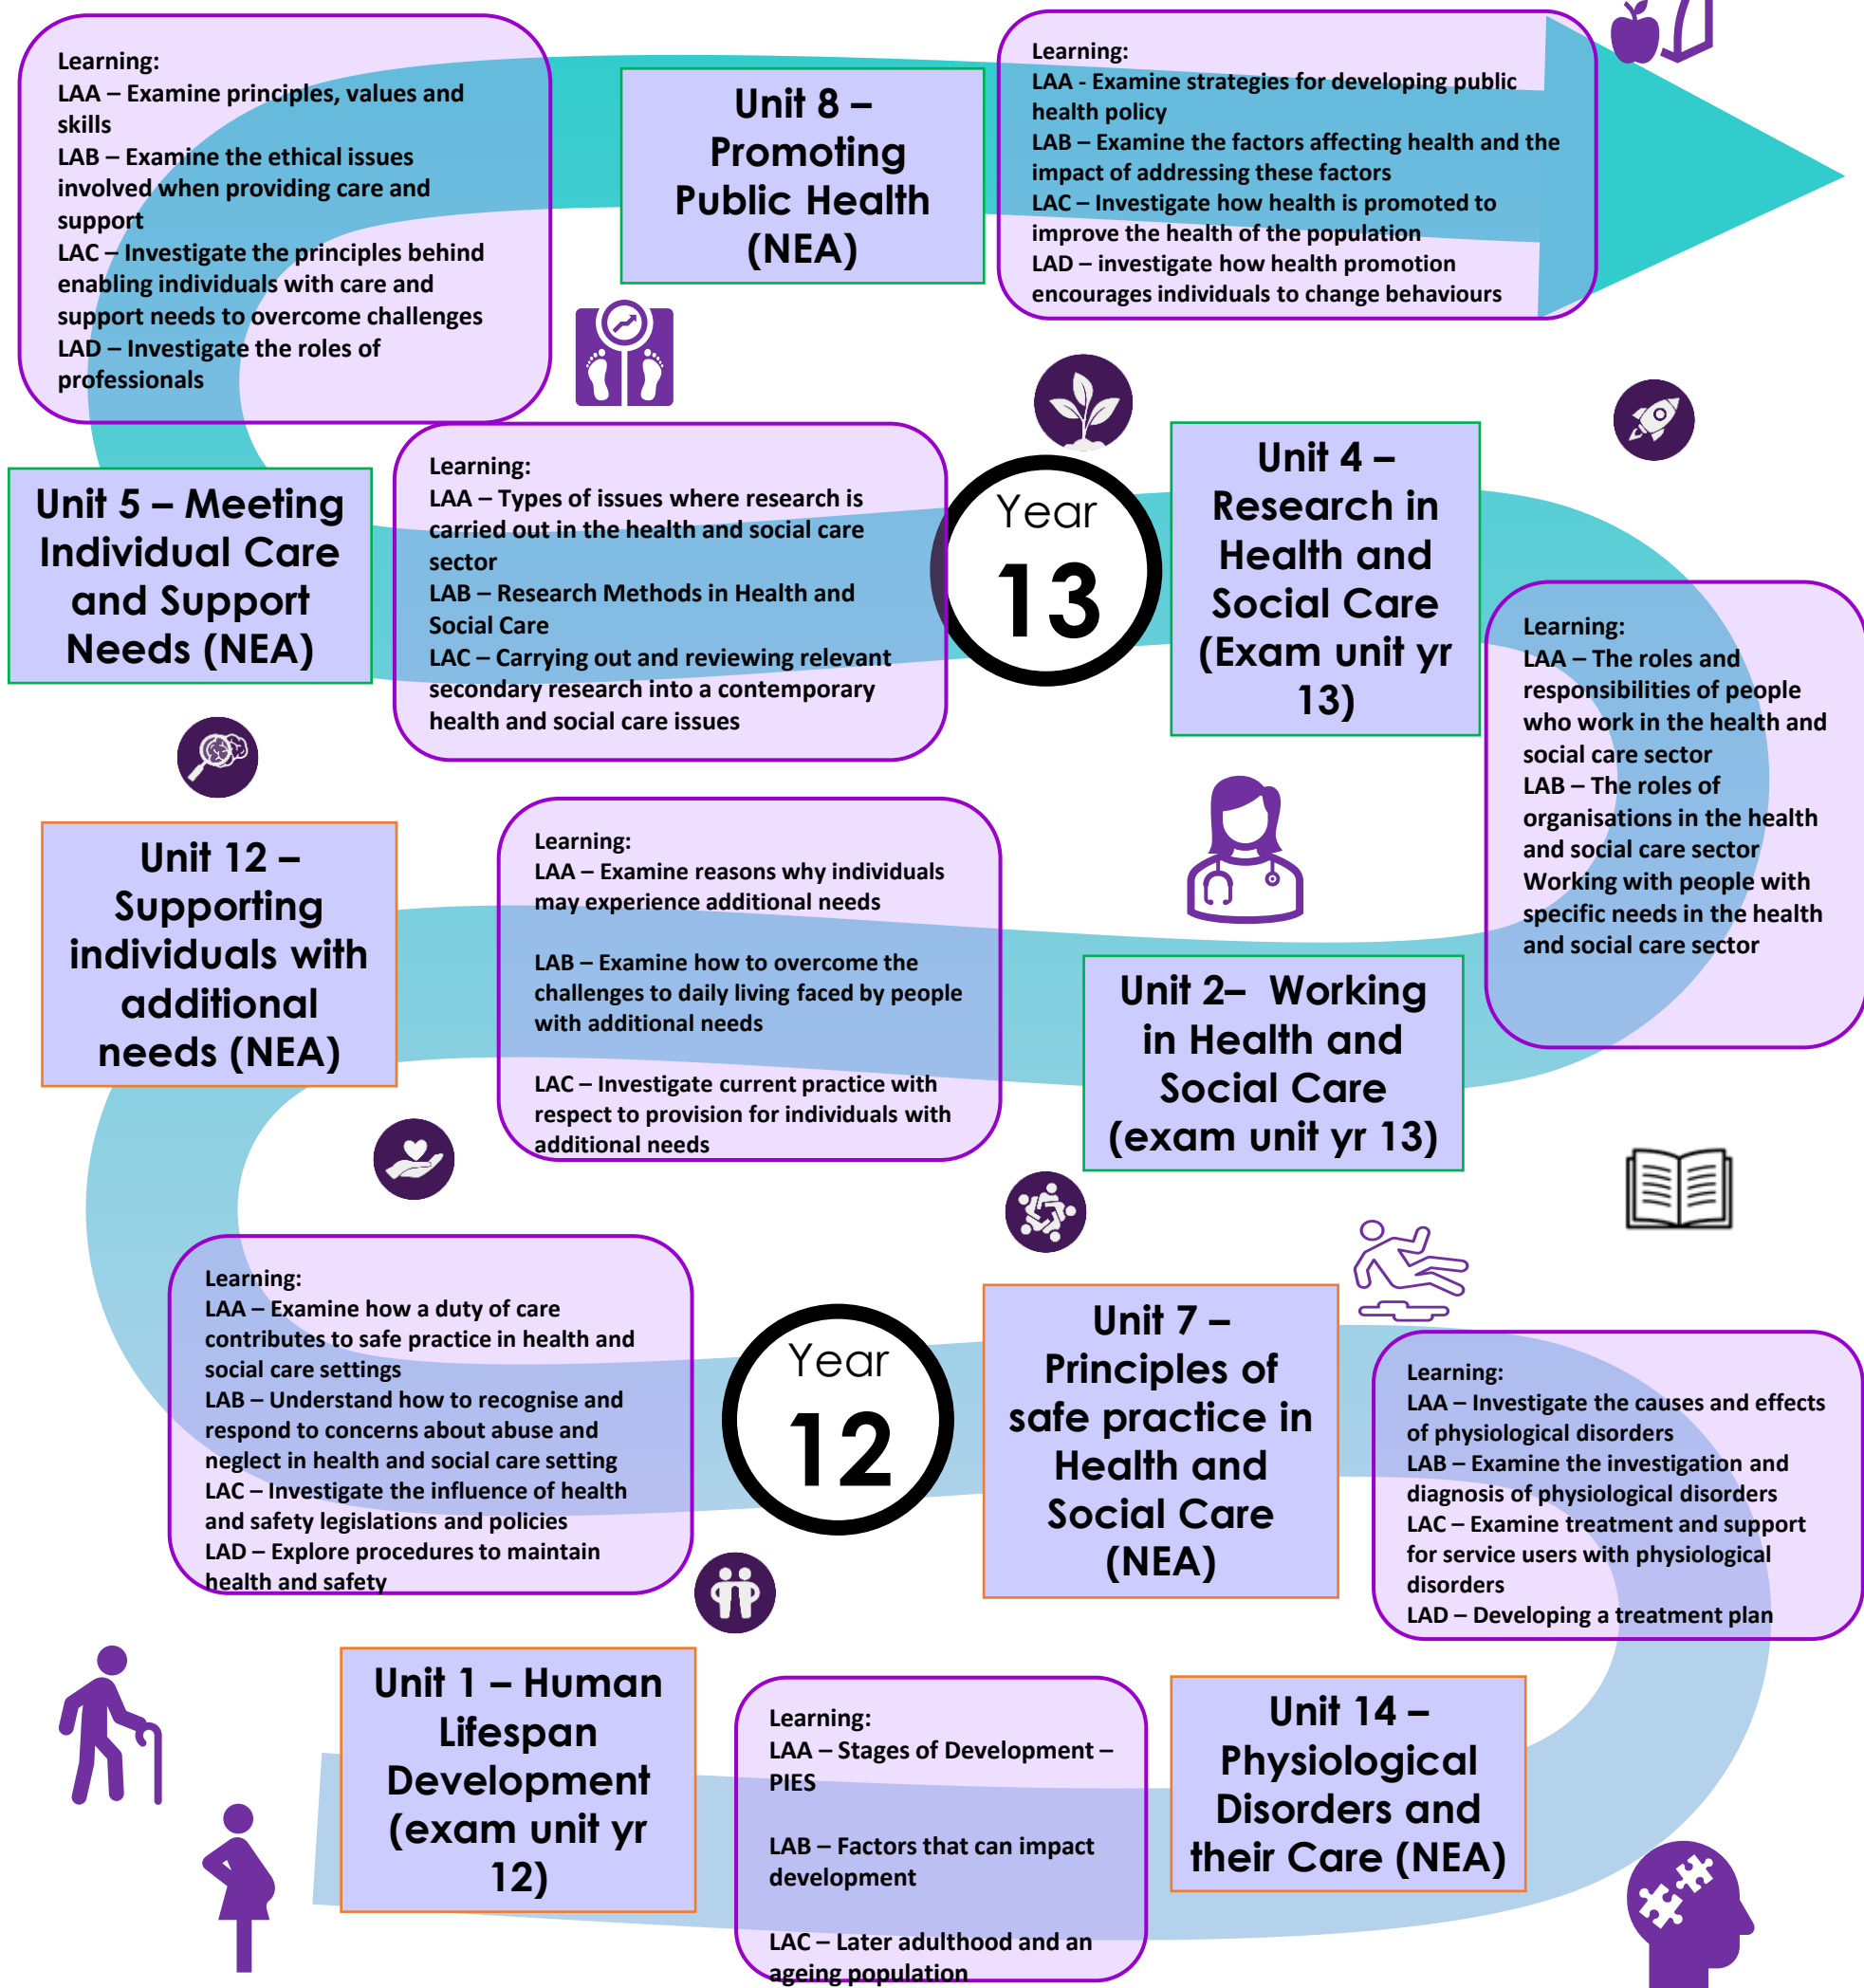 Learning:
LAA – Examine principles, values and
skills
LAB – Examine the ethical issues
involved when providing care and
support
LAC – Investigate the principles behind
enabling individuals with care and
support needs to overcome challenges
LAD – Investigate the roles of
professionals
Unit 8 –
Promoting
Public Health
(NEA)
Learning:
LAA - Examine strategies for developing public
health policy
LAB – Examine the factors affecting health and the
impact of addressing these factors
LAC – Investigate how health is promoted to
improve the health of the population
LAD – investigate how health promotion
encourages individuals to change behaviours
Unit 5 – Meeting
Individual Care
and Support
Needs (NEA)
Learning:
LAA – Types of issues where research is
carried out in the health and social care
sector
LAB – Research Methods in Health and
Social Care
LAC – Carrying out and reviewing relevant
secondary research into a contemporary
health and social care issues
Year
13
Unit 4 –
Research in
Health and
Social Care
(Exam unit yr
13)
Learning:
LAA – The roles and
responsibilities of people
who work in the health and
social care sector
LAB – The roles of
organisations in the health
and social care sector
Working with people with
specific needs in the health
and social care sector
Unit 12 –
Supporting
individuals with
additional
needs (NEA)
Learning:
LAA – Examine reasons why individuals
may experience additional needs
LAB – Examine how to overcome the
challenges to daily living faced by people
with additional needs
LAC – Investigate current practice with
respect to provision for individuals with
additional needs
Unit 2–  Working
in Health and
Social Care
(exam unit yr 13)
Learning:
LAA – Examine how a duty of care
contributes to safe practice in health and
social care settings
LAB – Understand how to recognise and
respond to concerns about abuse and
neglect in health and social care setting
LAC – Investigate the influence of health
and safety legislations and policies
LAD – Explore procedures to maintain
health and safety
Year
12
Unit 7 –
Principles of
safe practice in
Health and
Social Care
(NEA)
Learning:
LAA – Investigate the causes and effects
of physiological disorders
LAB – Examine the investigation and
diagnosis of physiological disorders
LAC – Examine treatment and support
for service users with physiological
disorders
LAD – Developing a treatment plan
Unit 1 – Human
Lifespan
Development
(exam unit yr
12)
Learning:
LAA – Stages of Development –
PIES
LAB – Factors that can impact
development
LAC – Later adulthood and an
ageing population
Unit 14 –
Physiological
Disorders and
their Care (NEA)